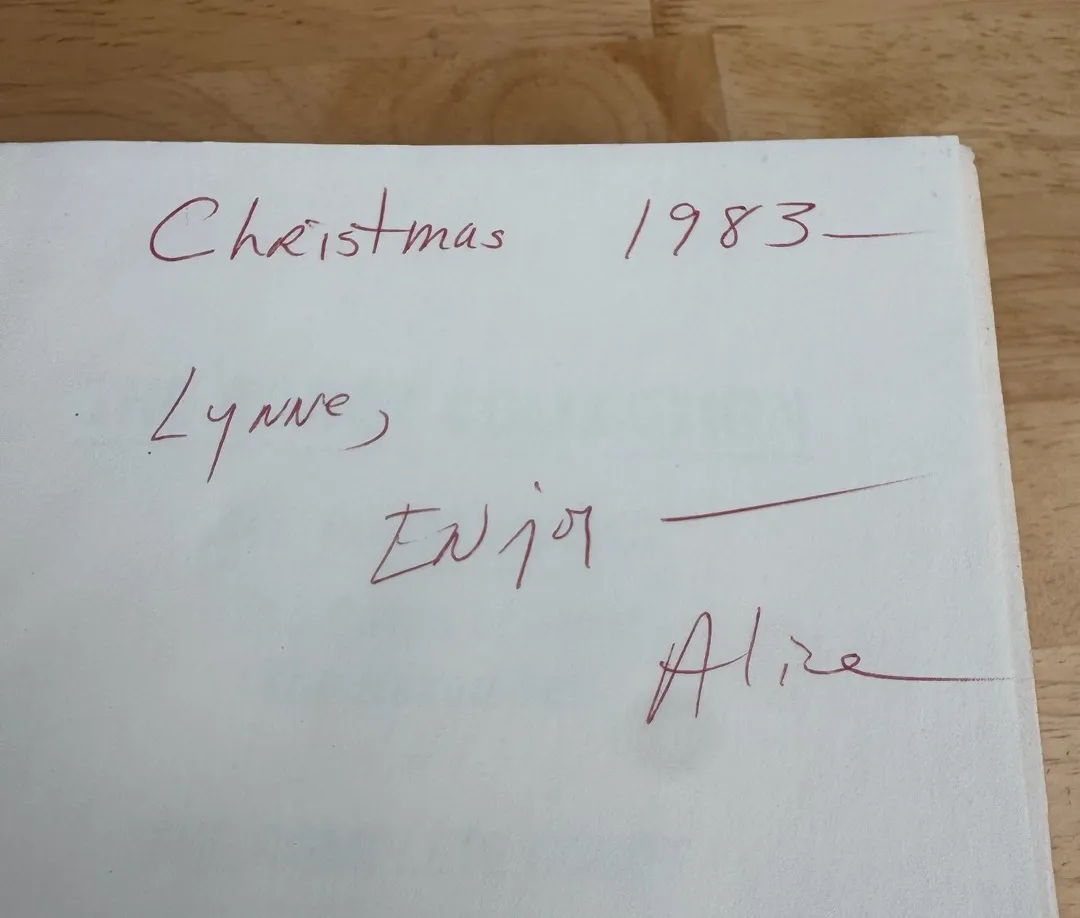 Christmas 1983—
Lynne,
Enjoy —
Alice